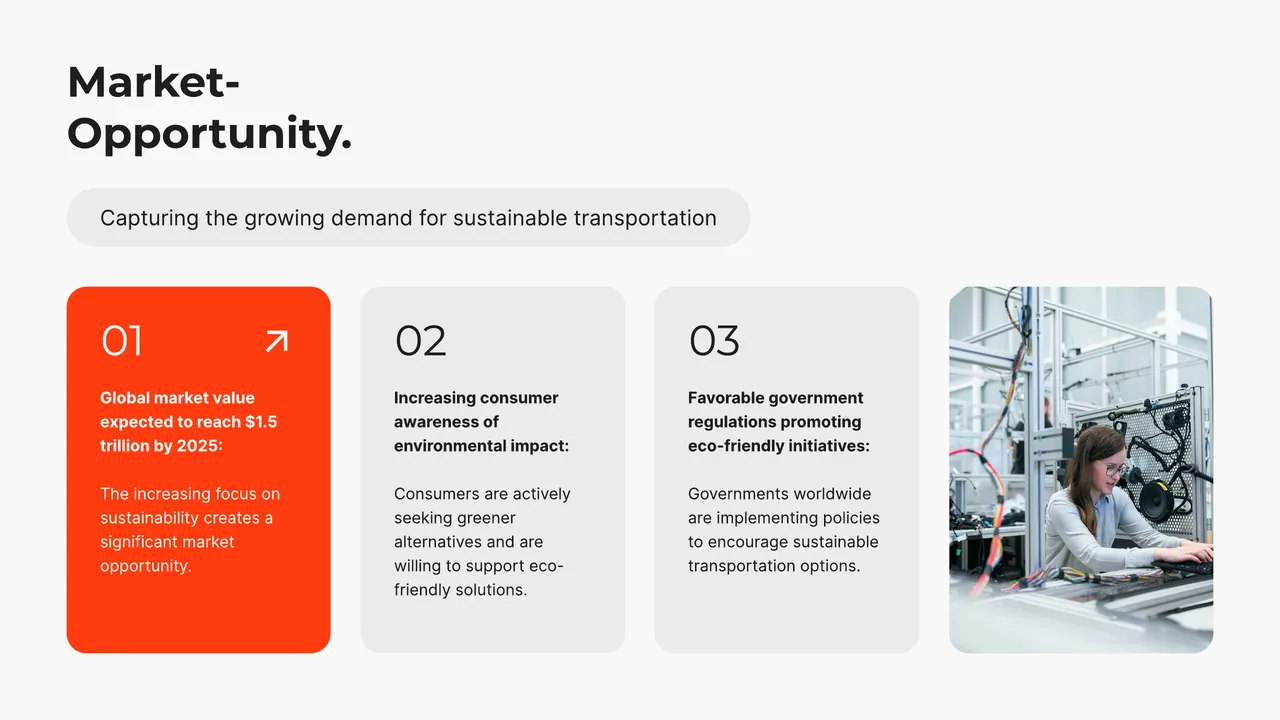 Market-
Opportunity.
Capturing the growing demand for sustainable transportation
01
Global market value
expected to reach $1.5
trillion by 2025:
The increasing focus on
sustainability creates a
significant market
opportunity.
02
Increasing consumer
awareness of
environmental impact:
Consumers are actively
seeking greener
alternatives and are
willing to support eco-
friendly solutions.
03
Favorable government
regulations promoting
eco-friendly initiatives:
Governments worldwide
are implementing policies
to encourage sustainable
transportation options.